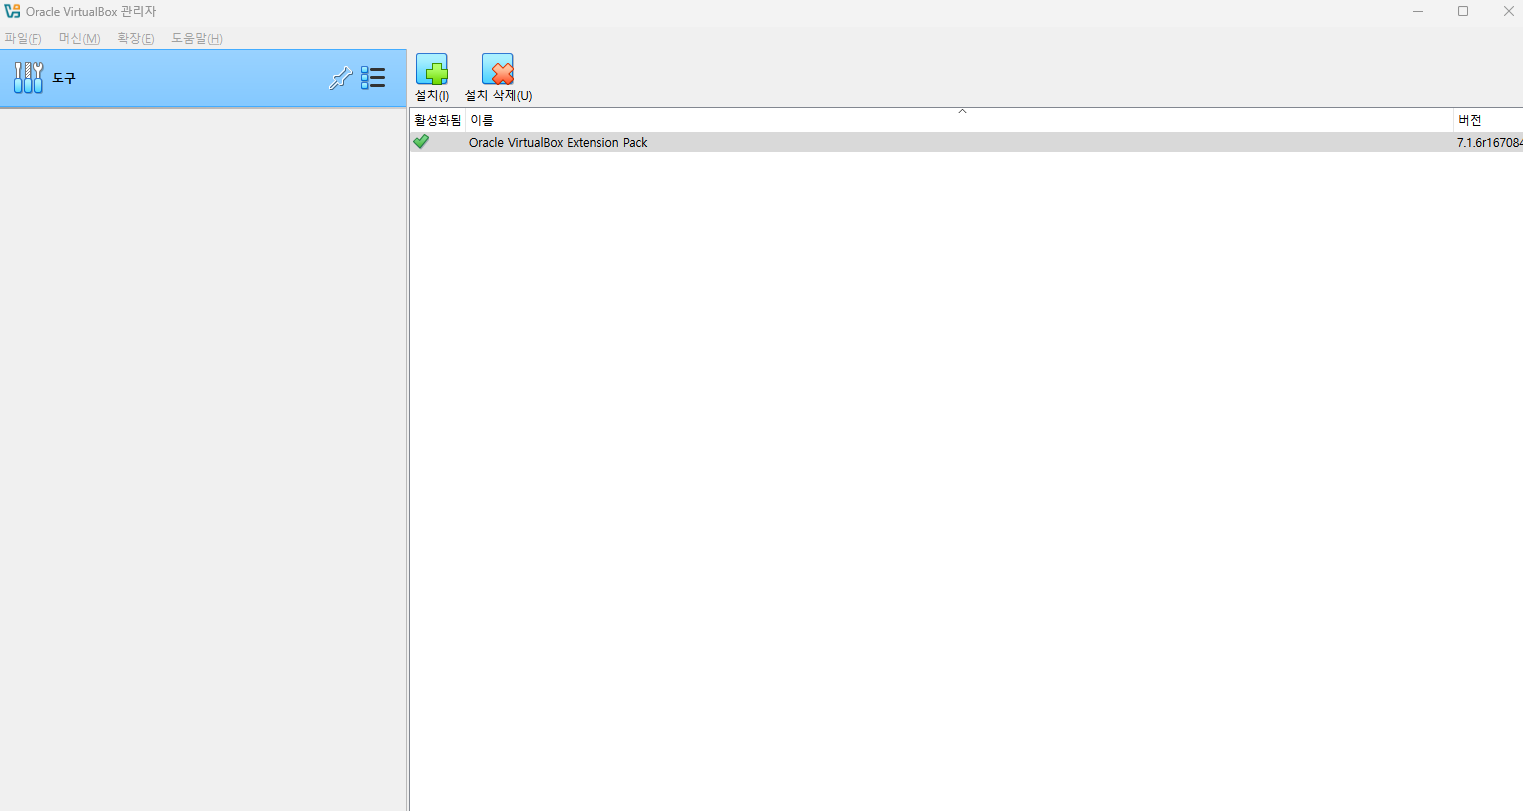 Oracle VirtualBox 관리자
파일(F) 머신(M) 확장(E) 도움말(H)
도구
설치(I) 설치 삭제(U)
활성화됨 이름 버전
Oracle VirtualBox Extension Pack 7.1.6r167084